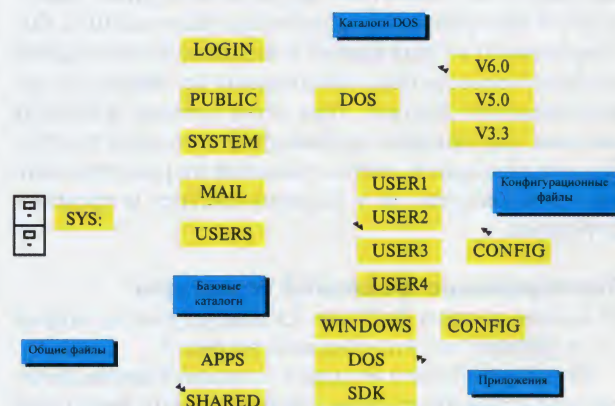 Каталоги DOS
LOGIN
V6.0
PUBLIC
DOS
V5.0
SYSTEM
V3.3
MAIL
USER1
Конфигурационные
файлы
SYS:
USERS
USER2
USER3
CONFIG
Базовые
каталоги
USER4
WINDOWS
CONFIG
Общие файлы
APPS
DOS
Приложения
SHARED
SDK